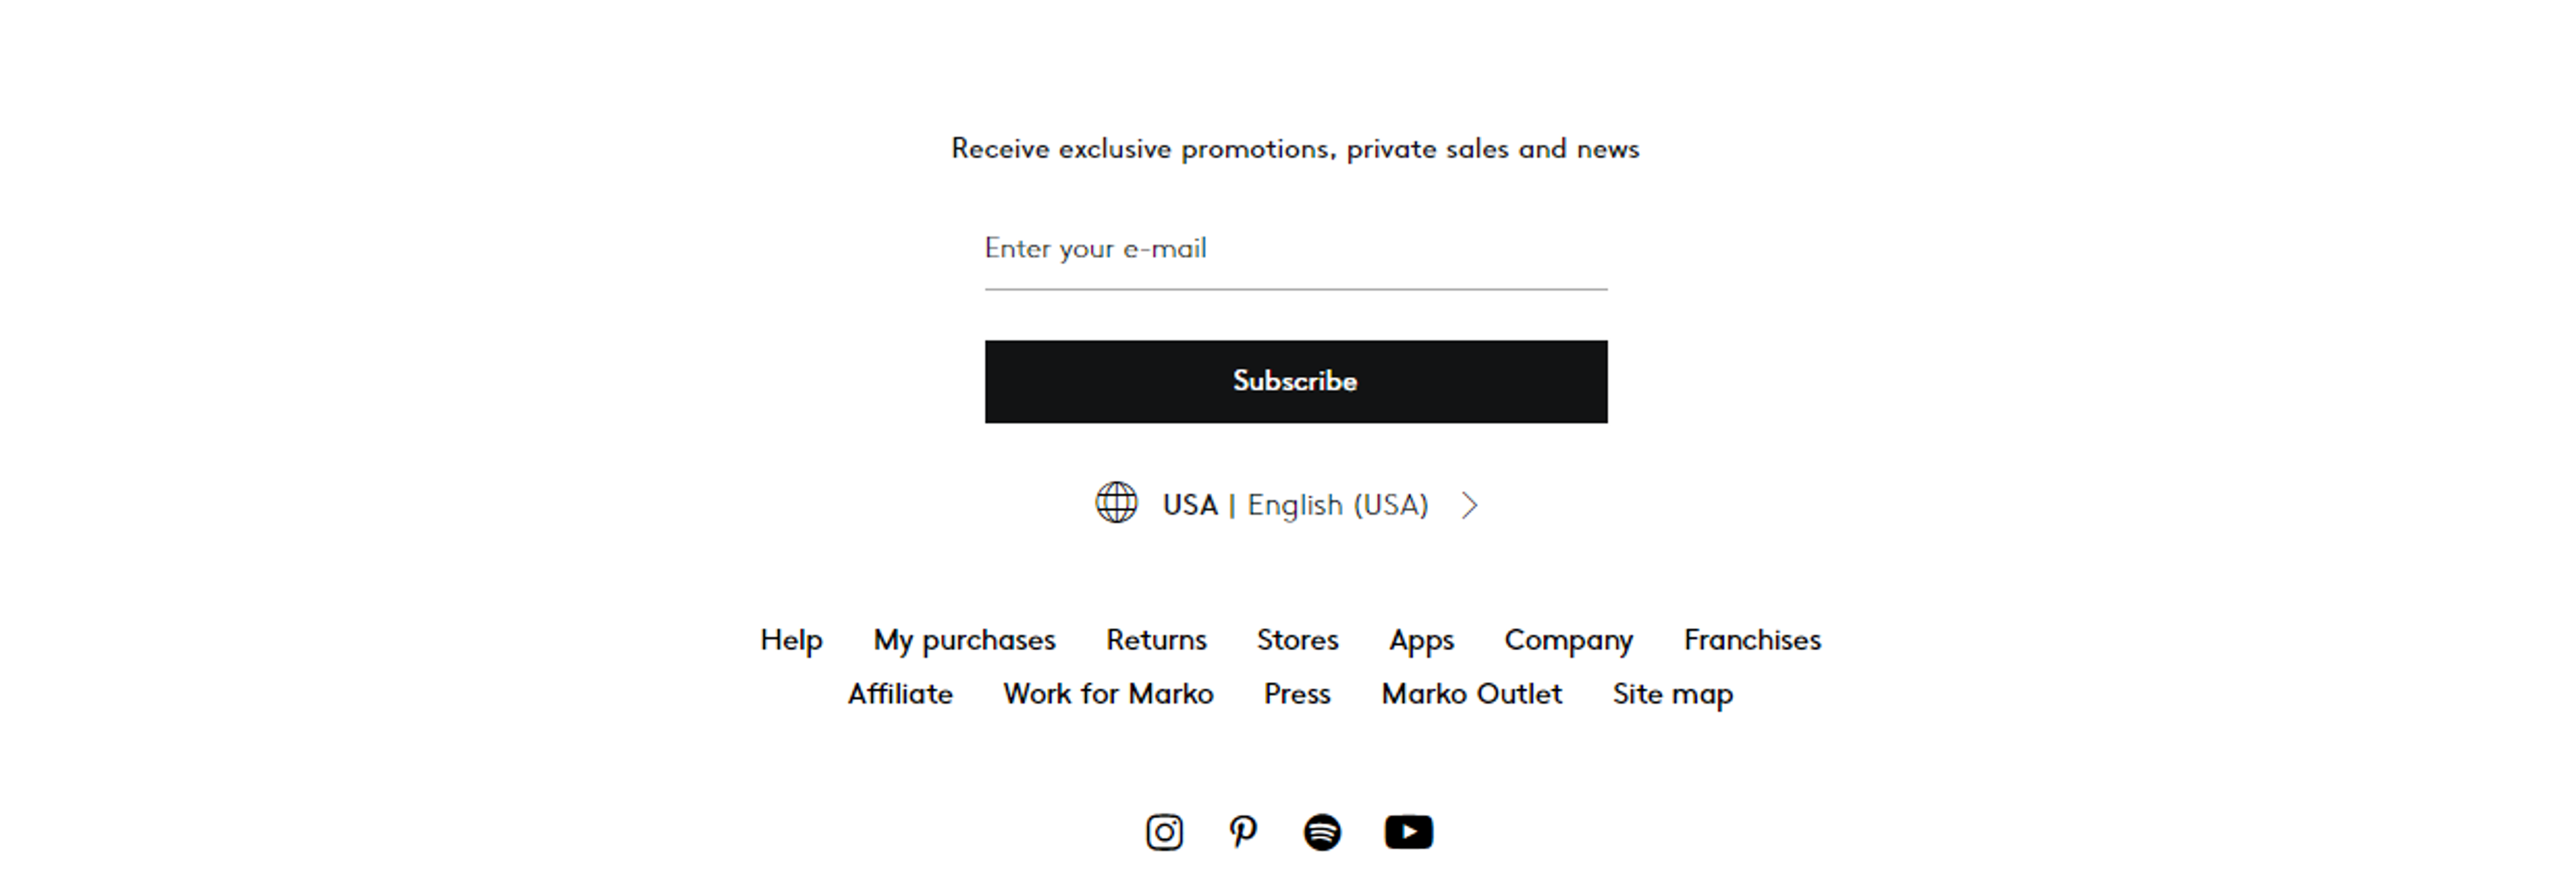 Receive exclusive promotions, private sales and news
Enter your e-mail
Subscribe
USA | English (USA)
Help My purchases Returns Stores Apps Company Franchises
Affiliate Work for Marko Press Marko Outlet Site map